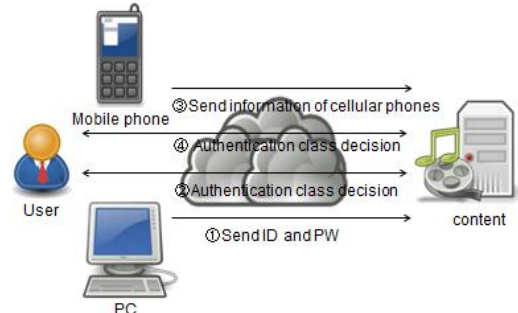 Mobile phone
③Send information of cellular phones
④ Authentication class decision
②Authentication class decision
User
content
①Send ID and PW
PC